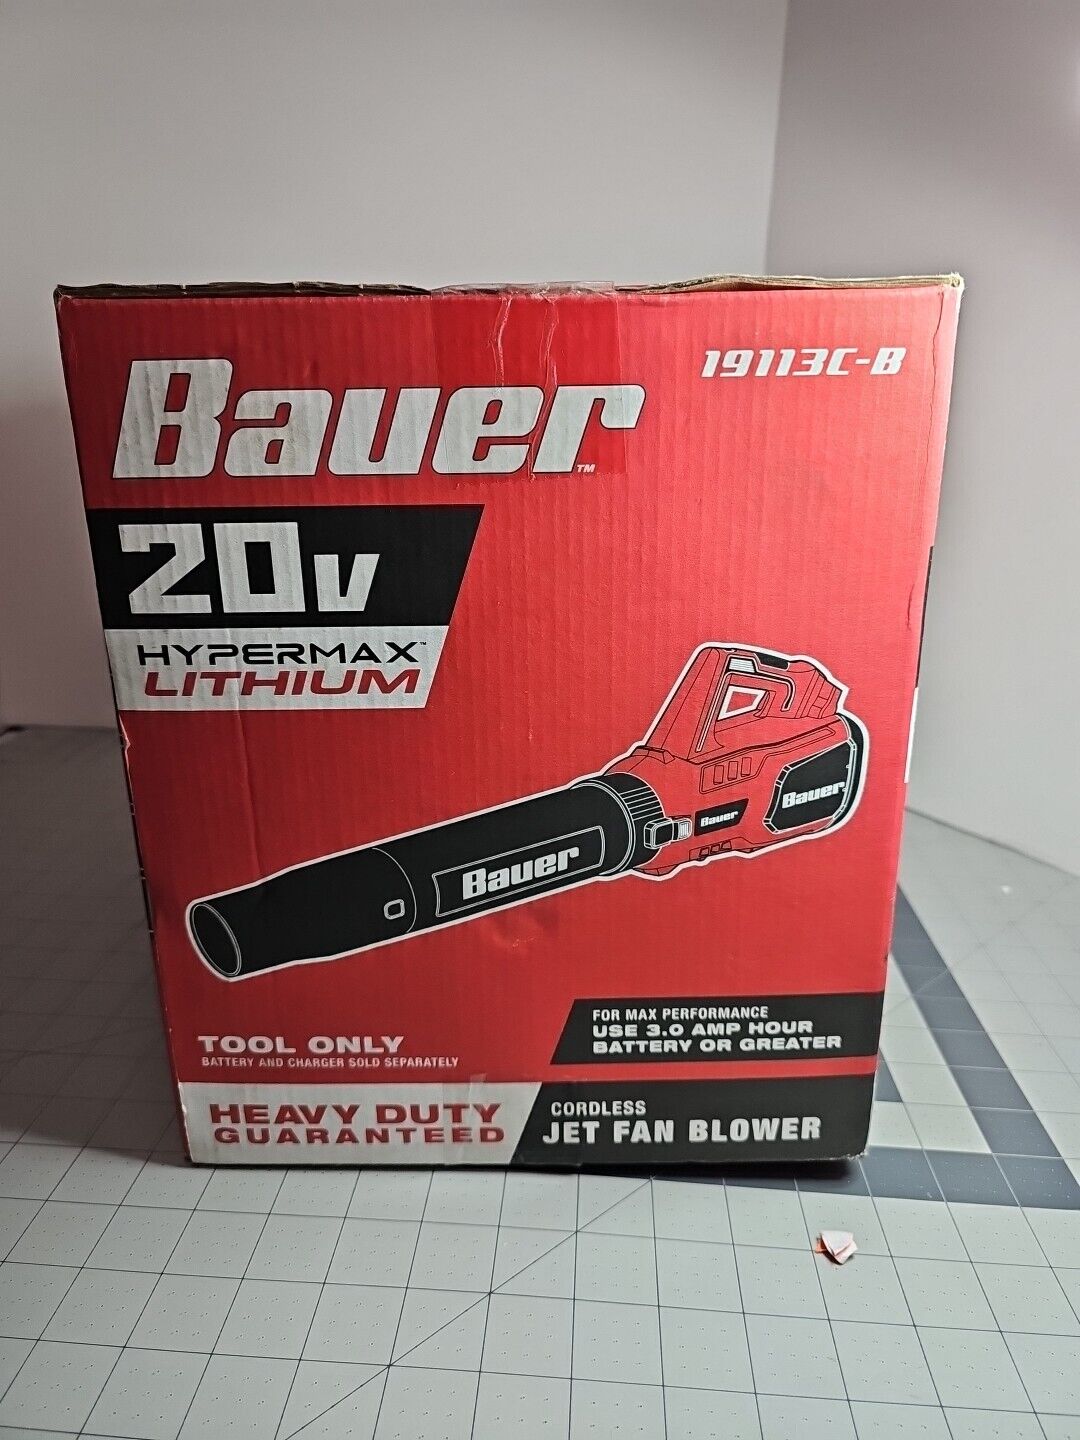 Bauer™
19113C-B
20v
HYPERMAX™
LITHIUM
Bauer
Bauer
Bauer
TOOL ONLY
BATTERY AND CHARGER SOLD SEPARATELY
FOR MAX PERFORMANCE
USE 3.0 AMP HOUR
BATTERY OR GREATER
HEAVY DUTY
GUARANTEED
CORDLESS
JET FAN BLOWER